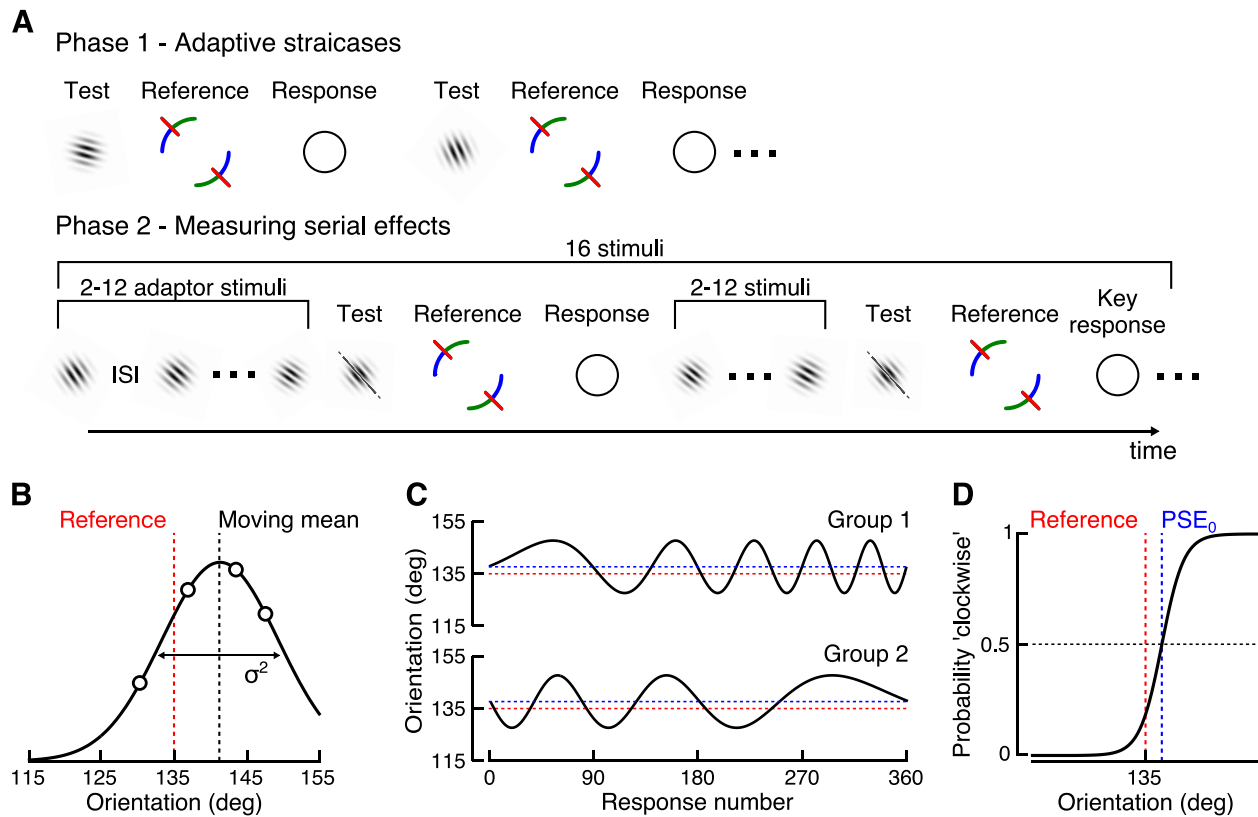 A
Phase 1 - Adaptive straicases
Test Reference Response Test Reference Response
Phase 2 - Measuring serial effects
16 stimuli
2-12 adaptor stimuli 2-12 stimuli
Test Reference Response Test Reference Key response
ISI
time
B
Reference Moving mean
σ²
115 125 135 145 155
Orientation (deg)
C
Group 1
155
135
115
Group 2
155
135
115
Orientation (deg)
0 90 180 270 360
Response number
D
Reference PSE₀
1
0.5
0
Probability 'clockwise'
135
Orientation (deg)